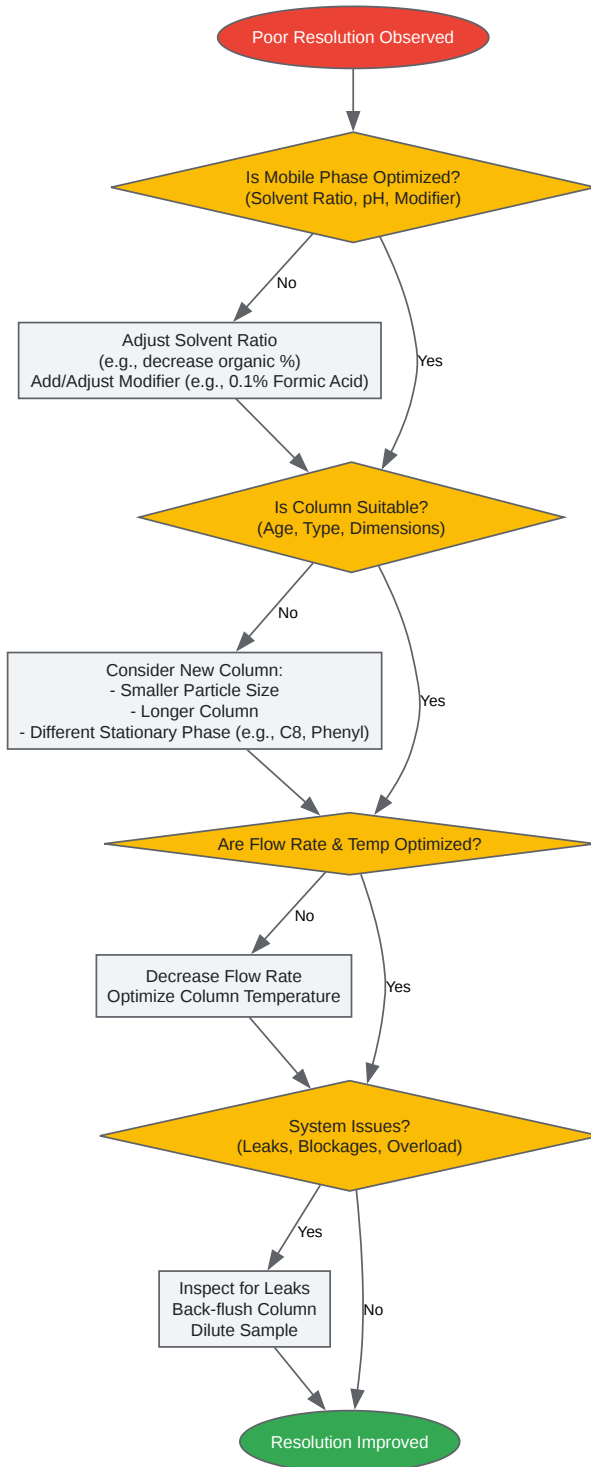 Poor Resolution Observed
Is Mobile Phase Optimized?
(Solvent Ratio, pH, Modifier)
No
Yes
Adjust Solvent Ratio
(e.g., decrease organic %)
Add/Adjust Modifier (e.g., 0.1% Formic Acid)
Is Column Suitable?
(Age, Type, Dimensions)
No
Yes
Consider New Column:
- Smaller Particle Size
- Longer Column
- Different Stationary Phase (e.g., C8, Phenyl)
Are Flow Rate & Temp Optimized?
No
Yes
Decrease Flow Rate
Optimize Column Temperature
System Issues?
(Leaks, Blockages, Overload)
Yes
No
Inspect for Leaks
Back-flush Column
Dilute Sample
Resolution Improved